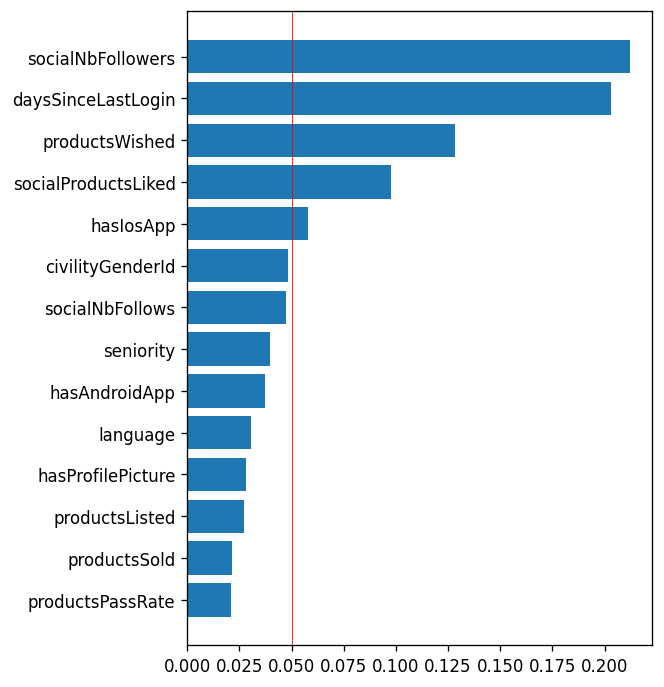 socialNbFollowers
daysSinceLastLogin
productsWished
socialProductsLiked
hasIosApp
civilityGenderId
socialNbFollows
seniority
hasAndroidApp
language
hasProfilePicture
productsListed
productsSold
productsPassRate
0.000 0.025 0.050 0.075 0.100 0.125 0.150 0.175 0.200